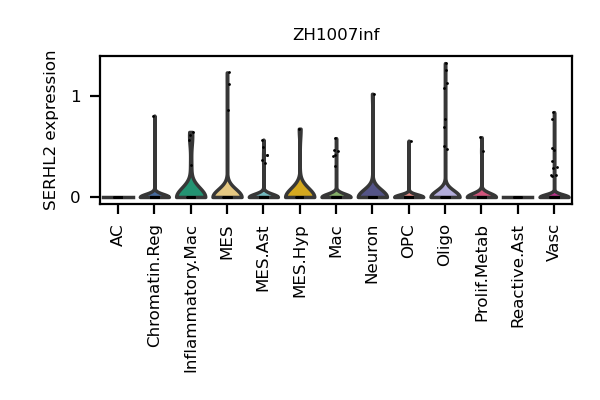 ZH1007inf
SERHL2 expression
1
0
AC
Chromatin.Reg
Inflammatory.Mac
MES
MES.Ast
MES.Hyp
Mac
Neuron
OPC
Oligo
Prolif.Metab
Reactive.Ast
Vasc